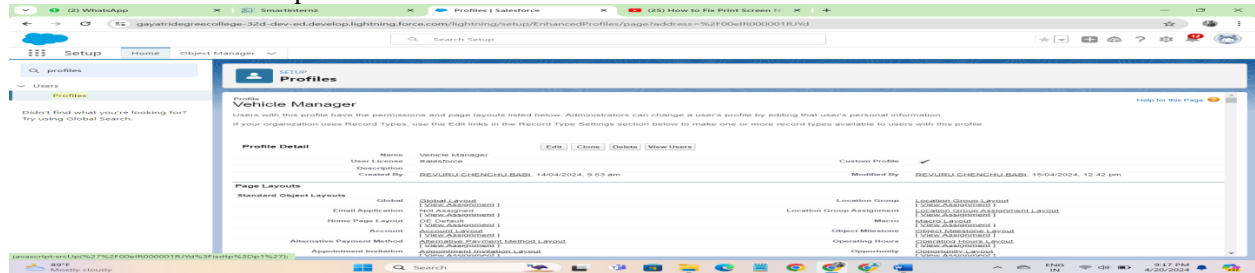 (2) WhatsApp
SmartInternz
Profiles | Salesforce
(25) How to Fix Print Screen N
gayatridegreecollege-32d-dev-ed.develop.lightning.force.com/lightning/setup/EnhancedProfiles/page?address=%2F00eIR000001RJYd
Search Setup
Setup
Home
Object Manager
profiles
Users
Profiles
Didn't find what you're looking for?
Try using Global Search.
SETUP
Profiles
Profile
Vehicle Manager
Help for this Page
Users with this profile have the permissions and page layouts listed below. Administrators can change a user's profile by editing that user's personal information.
If your organization uses Record Types, use the Edit links in the Record Type Settings section below to make one or more record types available to users with this profile.
Profile Detail
Edit Clone Delete View Users
Name Vehicle Manager
User License Salesforce Custom Profile
Description
Created By REVURU CHENCHU BABI, 14/04/2024, 9:53 am Modified By REVURU CHENCHU BABI, 15/04/2024, 12:42 pm
Page Layouts
Standard Object Layouts
Global Global Layout [ View Assignment ] Location Group Location Group Layout [ View Assignment ]
Email Application Not Assigned [ View Assignment ] Location Group Assignment Location Group Assignment Layout [ View Assignment ]
Home Page Layout DE Default [ View Assignment ] Macro Macro Layout [ View Assignment ]
Account Account Layout [ View Assignment ] Object Milestone Object Milestone Layout [ View Assignment ]
Alternative Payment Method Alternative Payment Method Layout [ View Assignment ] Operating Hours Operating Hours Layout [ View Assignment ]
Appointment Invitation Appointment Invitation Layout [ View Assignment ] Opportunity Opportunity Layout [ View Assignment ]
89°F
Mostly cloudy
Search
ENG
IN
9:17 PM
4/20/2024